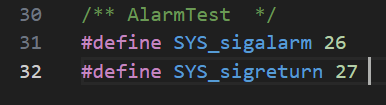 30 /** AlarmTest  */
31 #define SYS_sigalarm 26
32 #define SYS_sigreturn 27